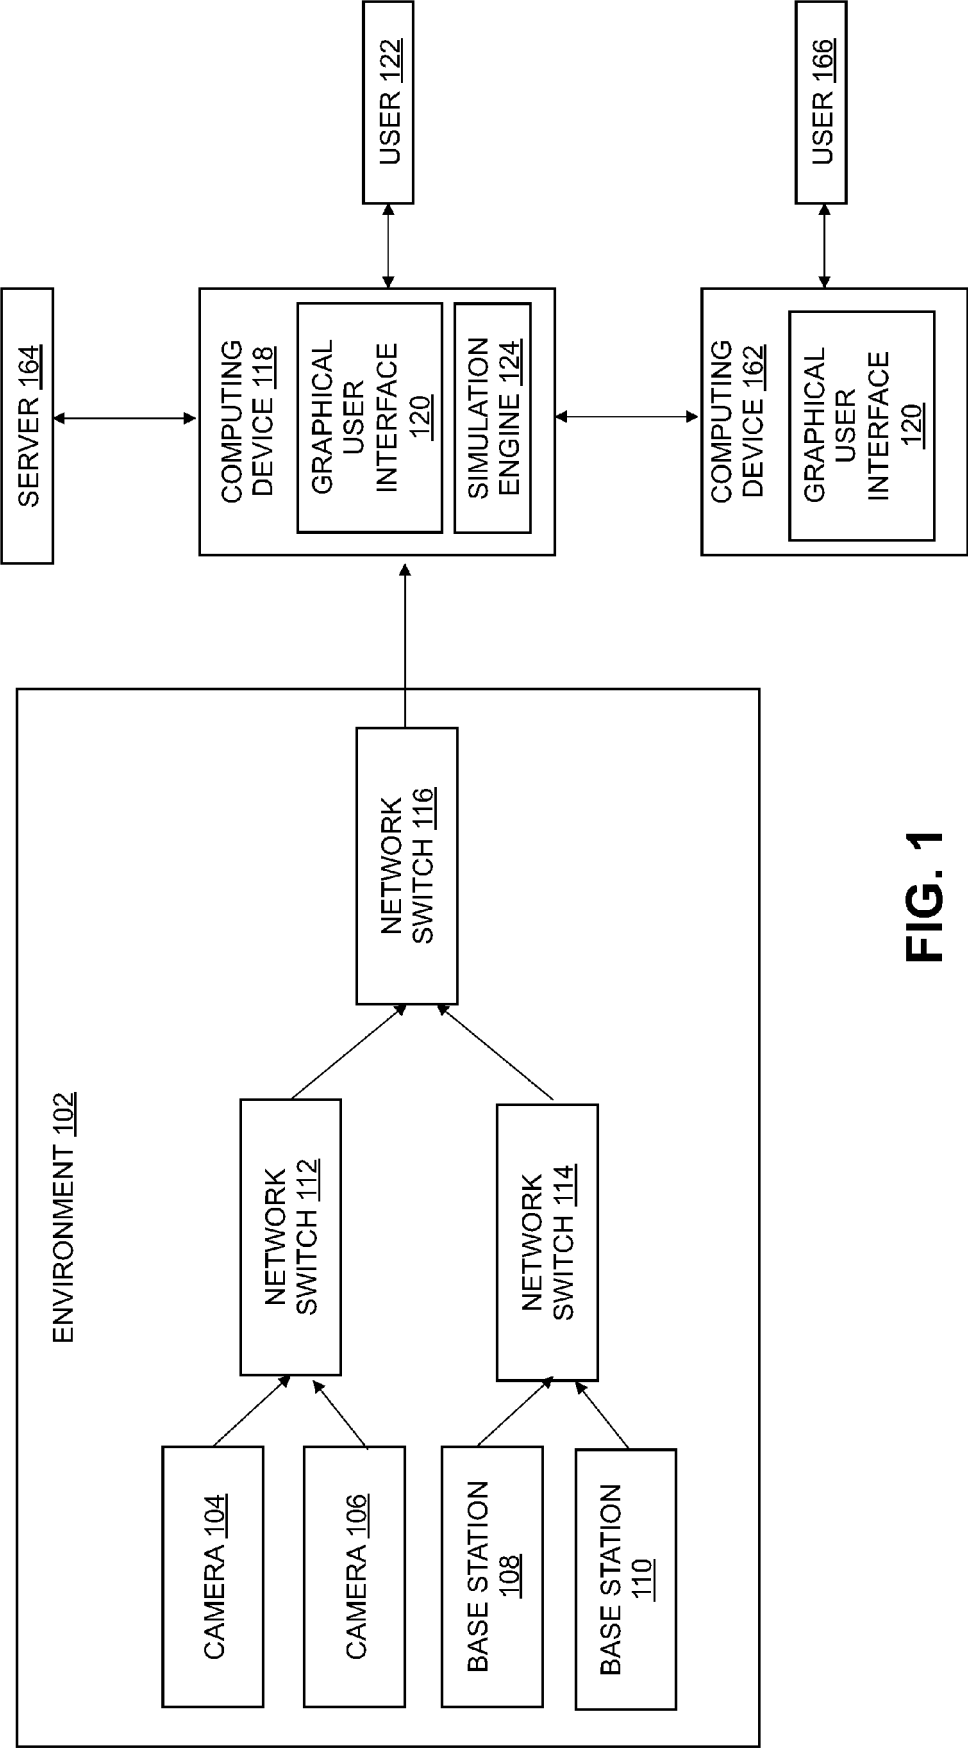 ENVIRONMENT 102
CAMERA 104
CAMERA 106
BASE STATION
108
BASE STATION
110
NETWORK
SWITCH 112
NETWORK
SWITCH 114
NETWORK
SWITCH 116
SERVER 164
COMPUTING
DEVICE 118
GRAPHICAL
USER
INTERFACE
120
SIMULATION
ENGINE 124
USER 122
COMPUTING
DEVICE 162
GRAPHICAL
USER
INTERFACE
120
USER 166
FIG. 1